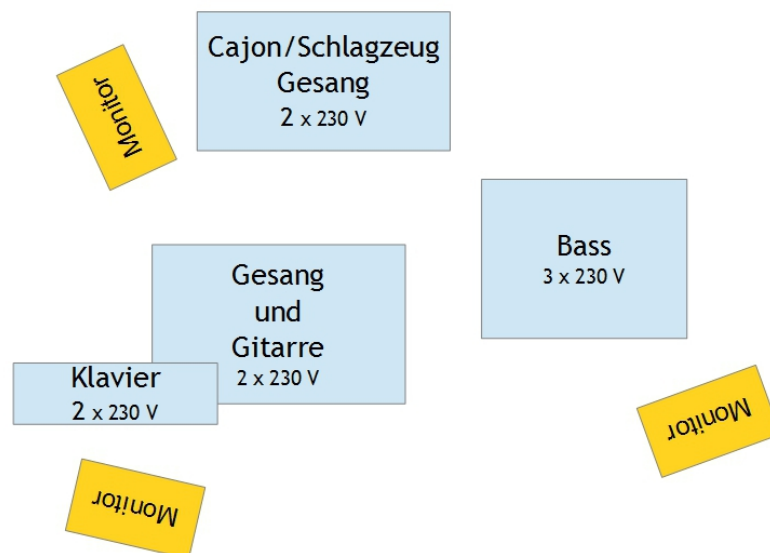 Cajon/Schlagzeug
Gesang
2 x 230 V
Monitor
Bass
3 x 230 V
Gesang
und
Gitarre
2 x 230 V
Klavier
2 x 230 V
Monitor
Monitor